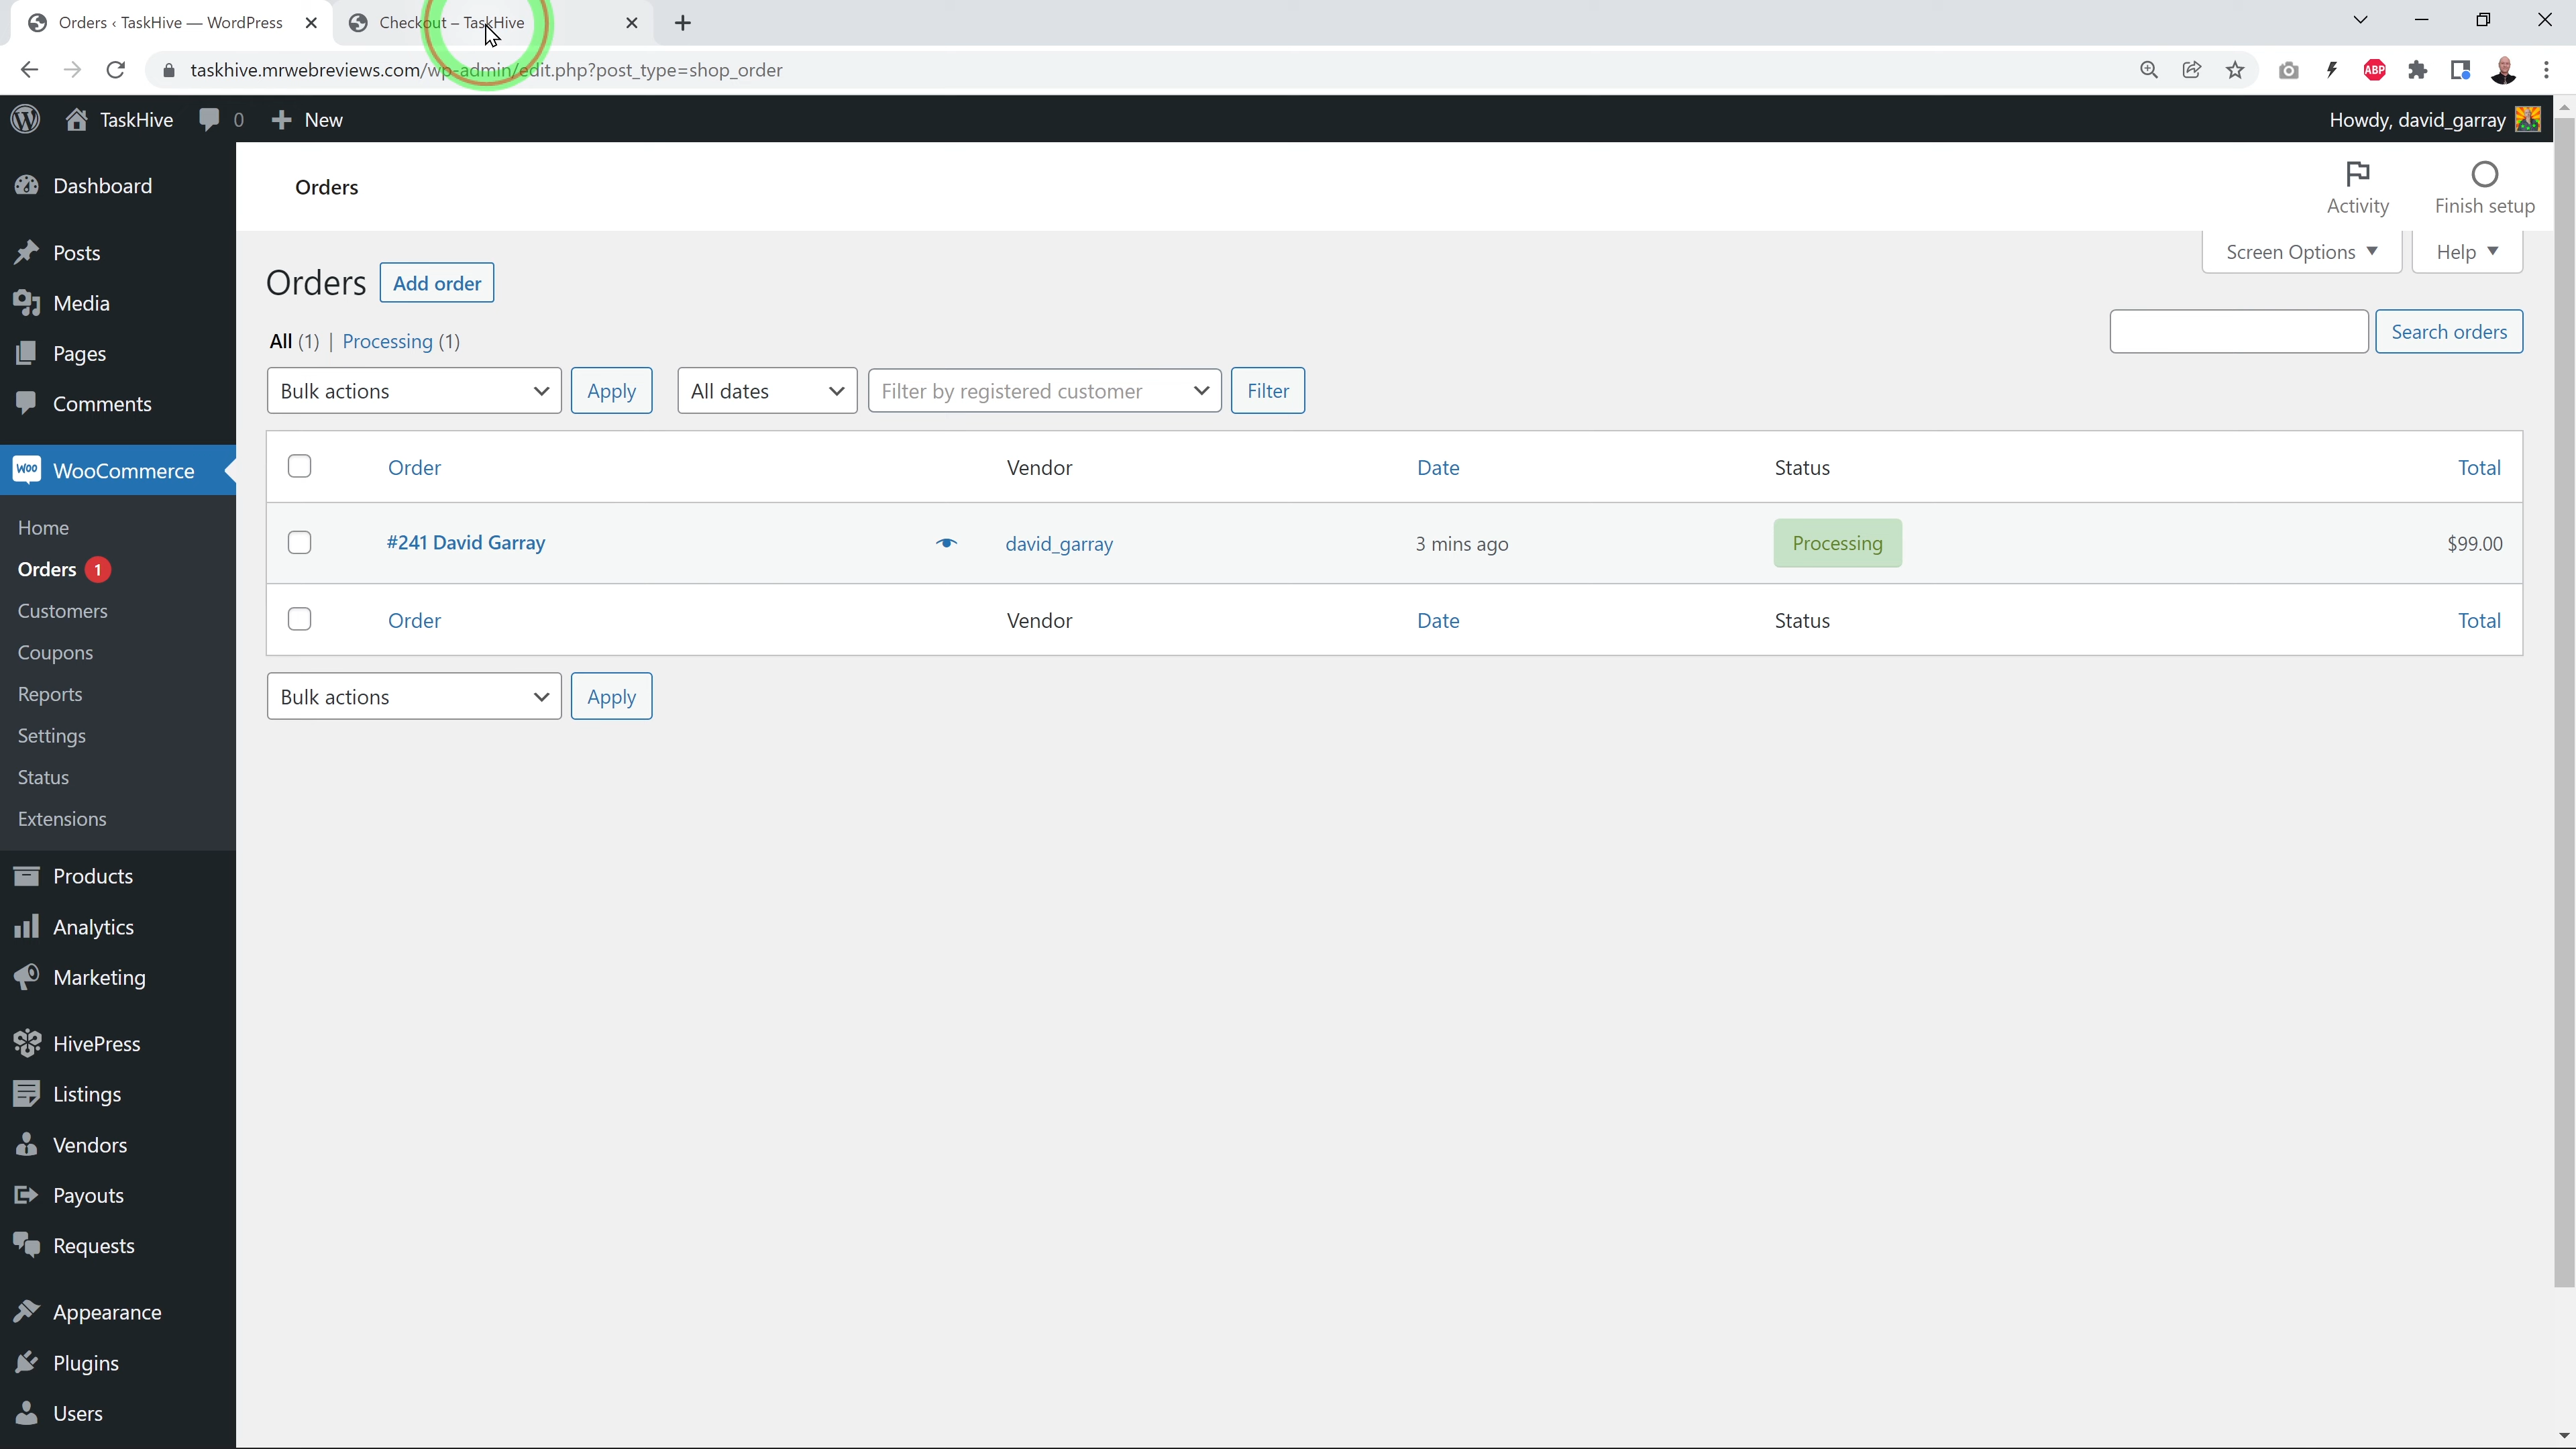 Orders ‹ TaskHive — WordPress
Checkout – TaskHive
taskhive.mrwebreviews.com/wp-admin/edit.php?post_type=shop_order
ABP
TaskHive
0
New
Howdy, david_garray
Dashboard
Posts
Media
Pages
Comments
Woo
WooCommerce
Home
Orders 1
Customers
Coupons
Reports
Settings
Status
Extensions
Products
Analytics
Marketing
HivePress
Listings
Vendors
Payouts
Requests
Appearance
Plugins
Users
Orders
Activity
Finish setup
Screen Options
Help
Orders
Add order
All (1) | Processing (1)
Search orders
Bulk actions
Apply
All dates
Filter by registered customer
Filter
Order Vendor Date Status Total
#241 David Garray david_garray 3 mins ago Processing $99.00
Order Vendor Date Status Total
Bulk actions
Apply